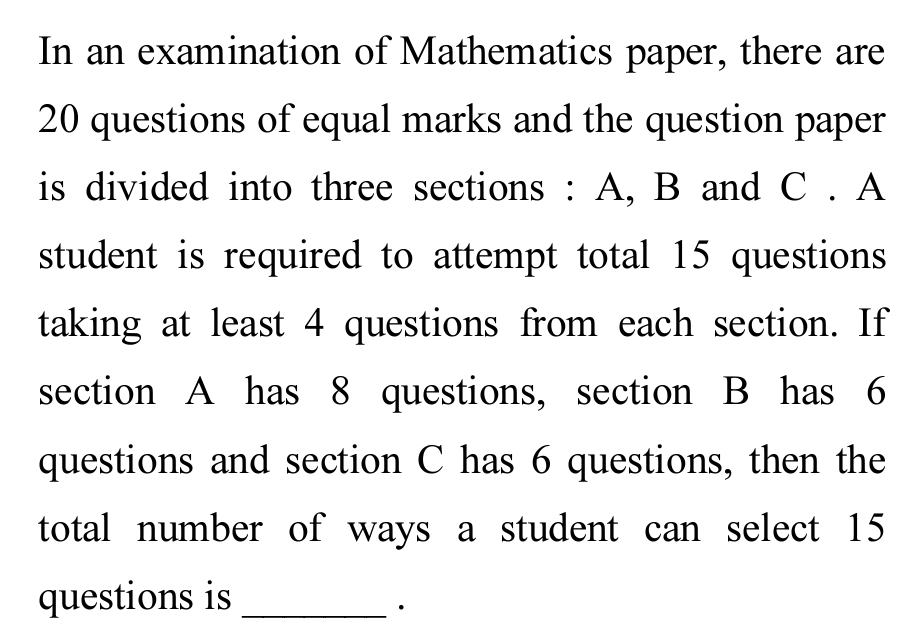 In an examination of Mathematics paper, there are
20 questions of equal marks and the question paper
is divided into three sections : A, B and C . A
student is required to attempt total 15 questions
taking at least 4 questions from each section. If
section A has 8 questions, section B has 6
questions and section C has 6 questions, then the
total number of ways a student can select 15
questions is _______ .